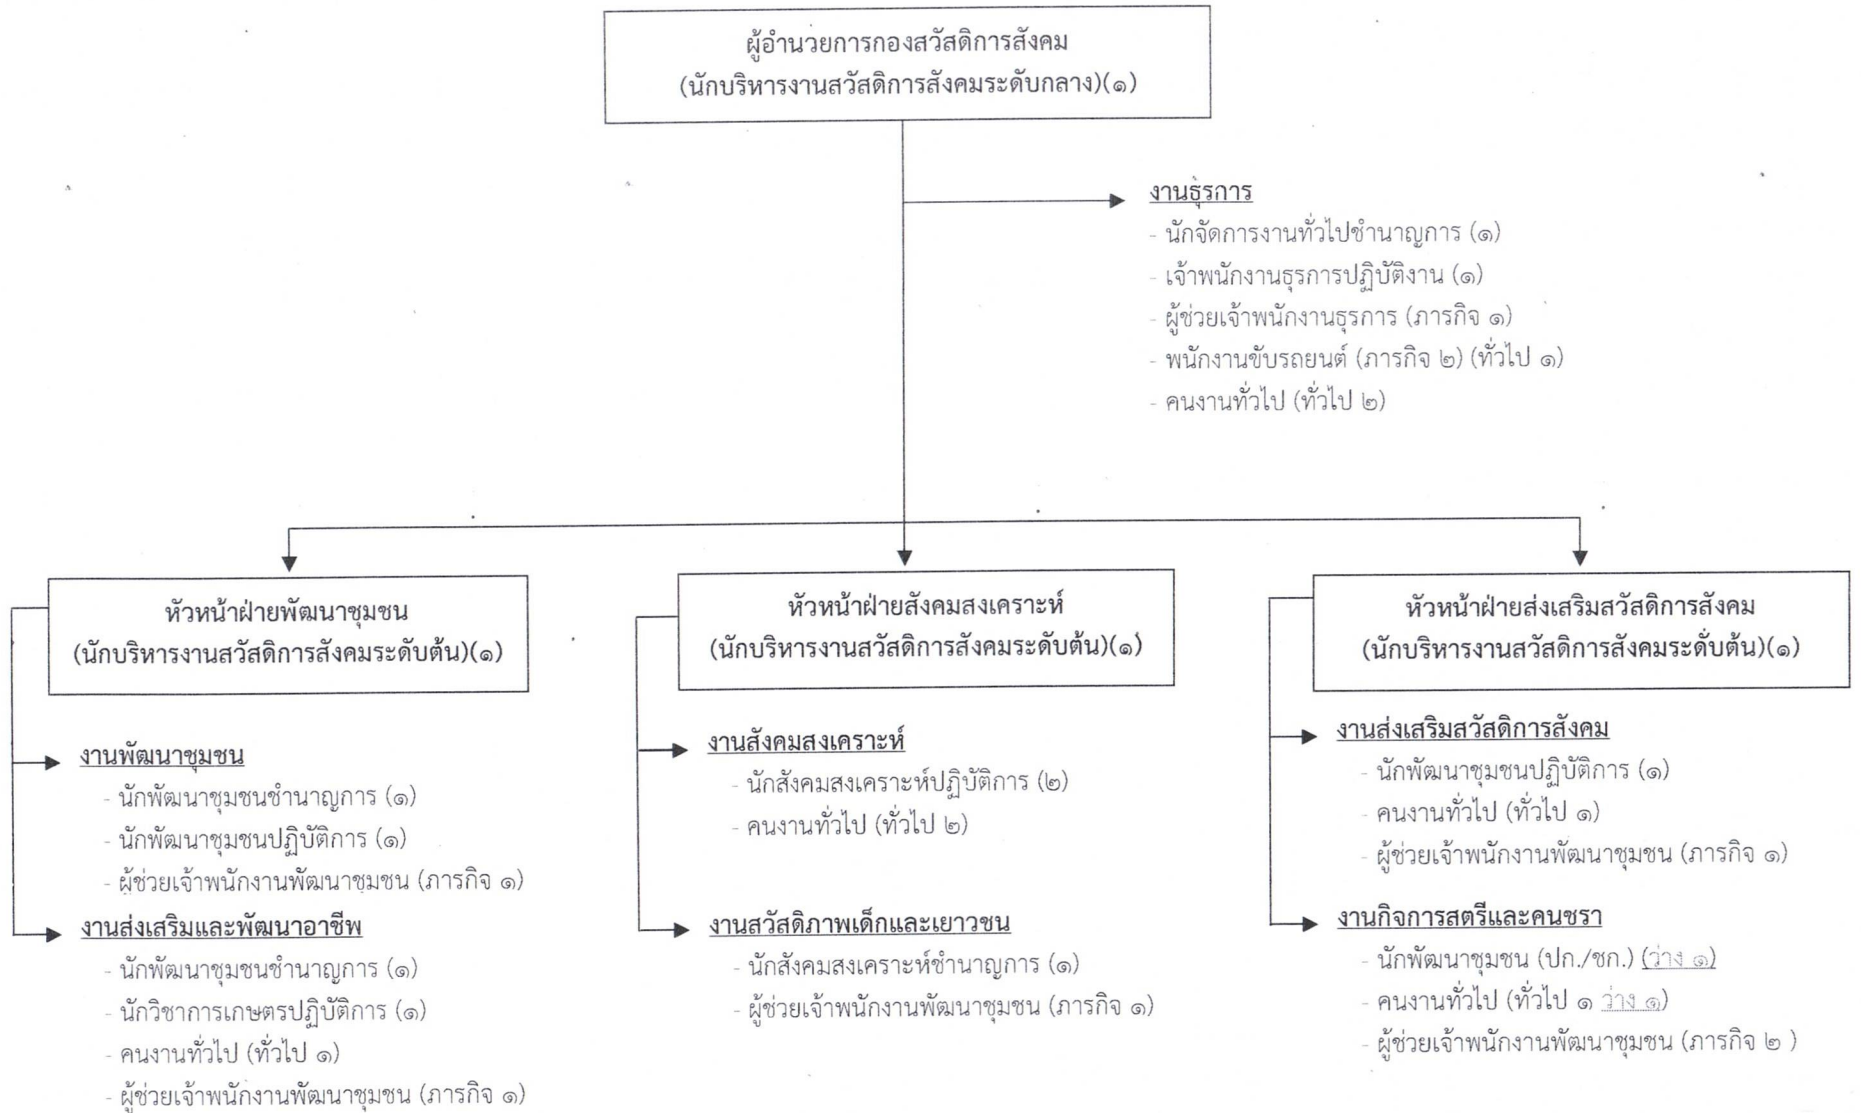 ผู้อำนวยการกองสวัสดิการสังคม
(นักบริหารงานสวัสดิการสังคมระดับกลาง)(๑)
งานธุรการ
- นักจัดการงานทั่วไปชำนาญการ (๑)
- เจ้าพนักงานธุรการปฏิบัติงาน (๑)
- ผู้ช่วยเจ้าพนักงานธุรการ (ภารกิจ ๑)
- พนักงานขับรถยนต์ (ภารกิจ ๒) (ทั่วไป ๑)
- คนงานทั่วไป (ทั่วไป ๒)
หัวหน้าฝ่ายพัฒนาชุมชน
(นักบริหารงานสวัสดิการสังคมระดับต้น)(๑)
งานพัฒนาชุมชน
- นักพัฒนาชุมชนชำนาญการ (๑)
- นักพัฒนาชุมชนปฏิบัติการ (๑)
- ผู้ช่วยเจ้าพนักงานพัฒนาชุมชน (ภารกิจ ๑)
งานส่งเสริมและพัฒนาอาชีพ
- นักพัฒนาชุมชนชำนาญการ (๑)
- นักวิชาการเกษตรปฏิบัติการ (๑)
- คนงานทั่วไป (ทั่วไป ๑)
- ผู้ช่วยเจ้าพนักงานพัฒนาชุมชน (ภารกิจ ๑)
หัวหน้าฝ่ายสังคมสงเคราะห์
(นักบริหารงานสวัสดิการสังคมระดับต้น)(๑)
งานสังคมสงเคราะห์
- นักสังคมสงเคราะห์ปฏิบัติการ (๒)
- คนงานทั่วไป (ทั่วไป ๒)
งานสวัสดิภาพเด็กและเยาวชน
- นักสังคมสงเคราะห์ชำนาญการ (๑)
- ผู้ช่วยเจ้าพนักงานพัฒนาชุมชน (ภารกิจ ๑)
หัวหน้าฝ่ายส่งเสริมสวัสดิการสังคม
(นักบริหารงานสวัสดิการสังคมระดับต้น)(๑)
งานส่งเสริมสวัสดิการสังคม
- นักพัฒนาชุมชนปฏิบัติการ (๑)
- คนงานทั่วไป (ทั่วไป ๑)
- ผู้ช่วยเจ้าพนักงานพัฒนาชุมชน (ภารกิจ ๑)
งานกิจการสตรีและคนชรา
- นักพัฒนาชุมชน (ปก./ชก.) (ว่าง ๑)
- คนงานทั่วไป (ทั่วไป ๑ ว่าง ๑)
- ผู้ช่วยเจ้าพนักงานพัฒนาชุมชน (ภารกิจ ๒ )